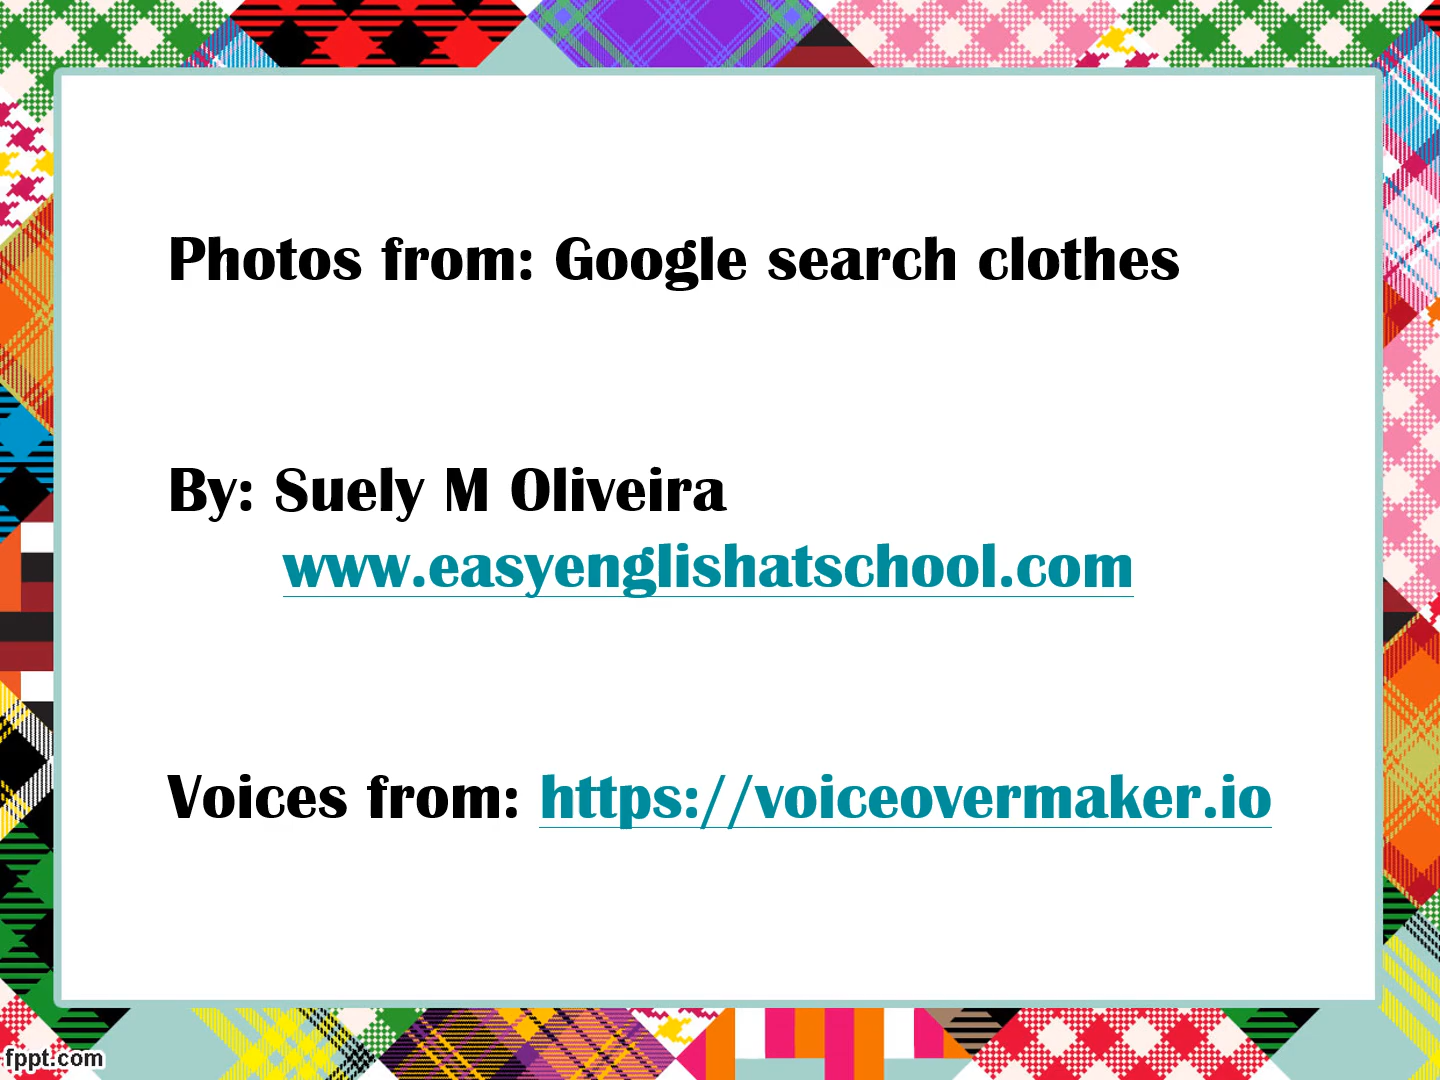 Photos from: Google search clothes
By: Suely M Oliveira
www.easyenglishatschool.com
Voices from: https://voiceovermaker.io
fppt.com